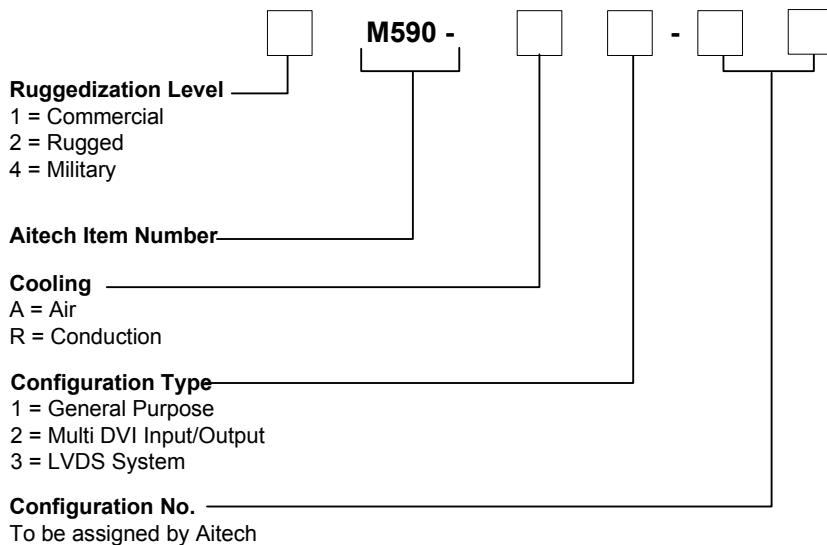 M590 - -
Ruggedization Level
1 = Commercial
2 = Rugged
4 = Military
Aitech Item Number
Cooling
A = Air
R = Conduction
Configuration Type
1 = General Purpose
2 = Multi DVI Input/Output
3 = LVDS System
Configuration No.
To be assigned by Aitech